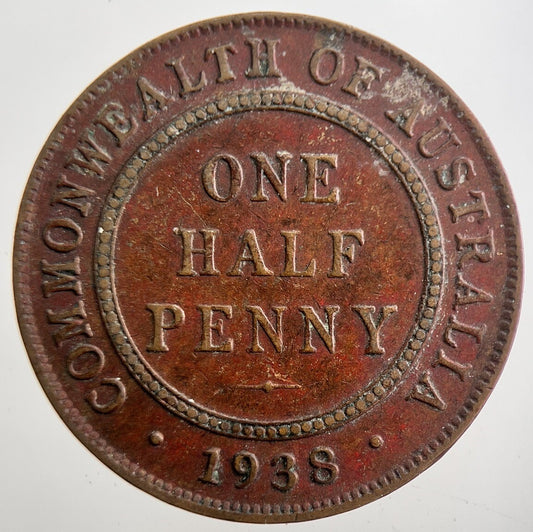 COMMONWEALTH OF AUSTRALIA
ONE
HALF
PENNY
· 1938 ·